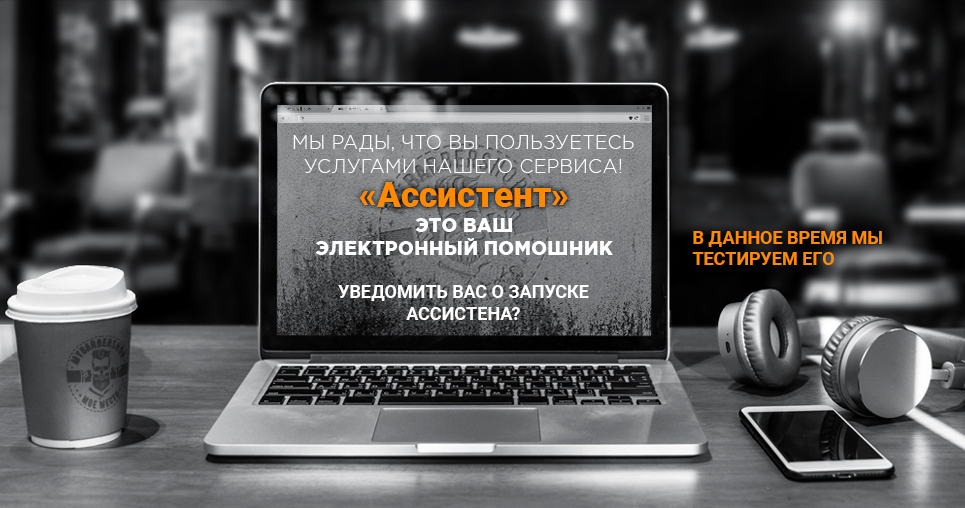 МЫ РАДЫ, ЧТО ВЫ ПОЛЬЗУЕТЕСЬ
УСЛУГАМИ НАШЕГО СЕРВИСА!
«Ассистент»
ЭТО ВАШ
ЭЛЕКТРОННЫЙ ПОМОШНИК
УВЕДОМИТЬ ВАС О ЗАПУСКЕ
АССИСТЕНА?
В ДАННОЕ ВРЕМЯ МЫ
ТЕСТИРУЕМ ЕГО
MYBARBERSHOP